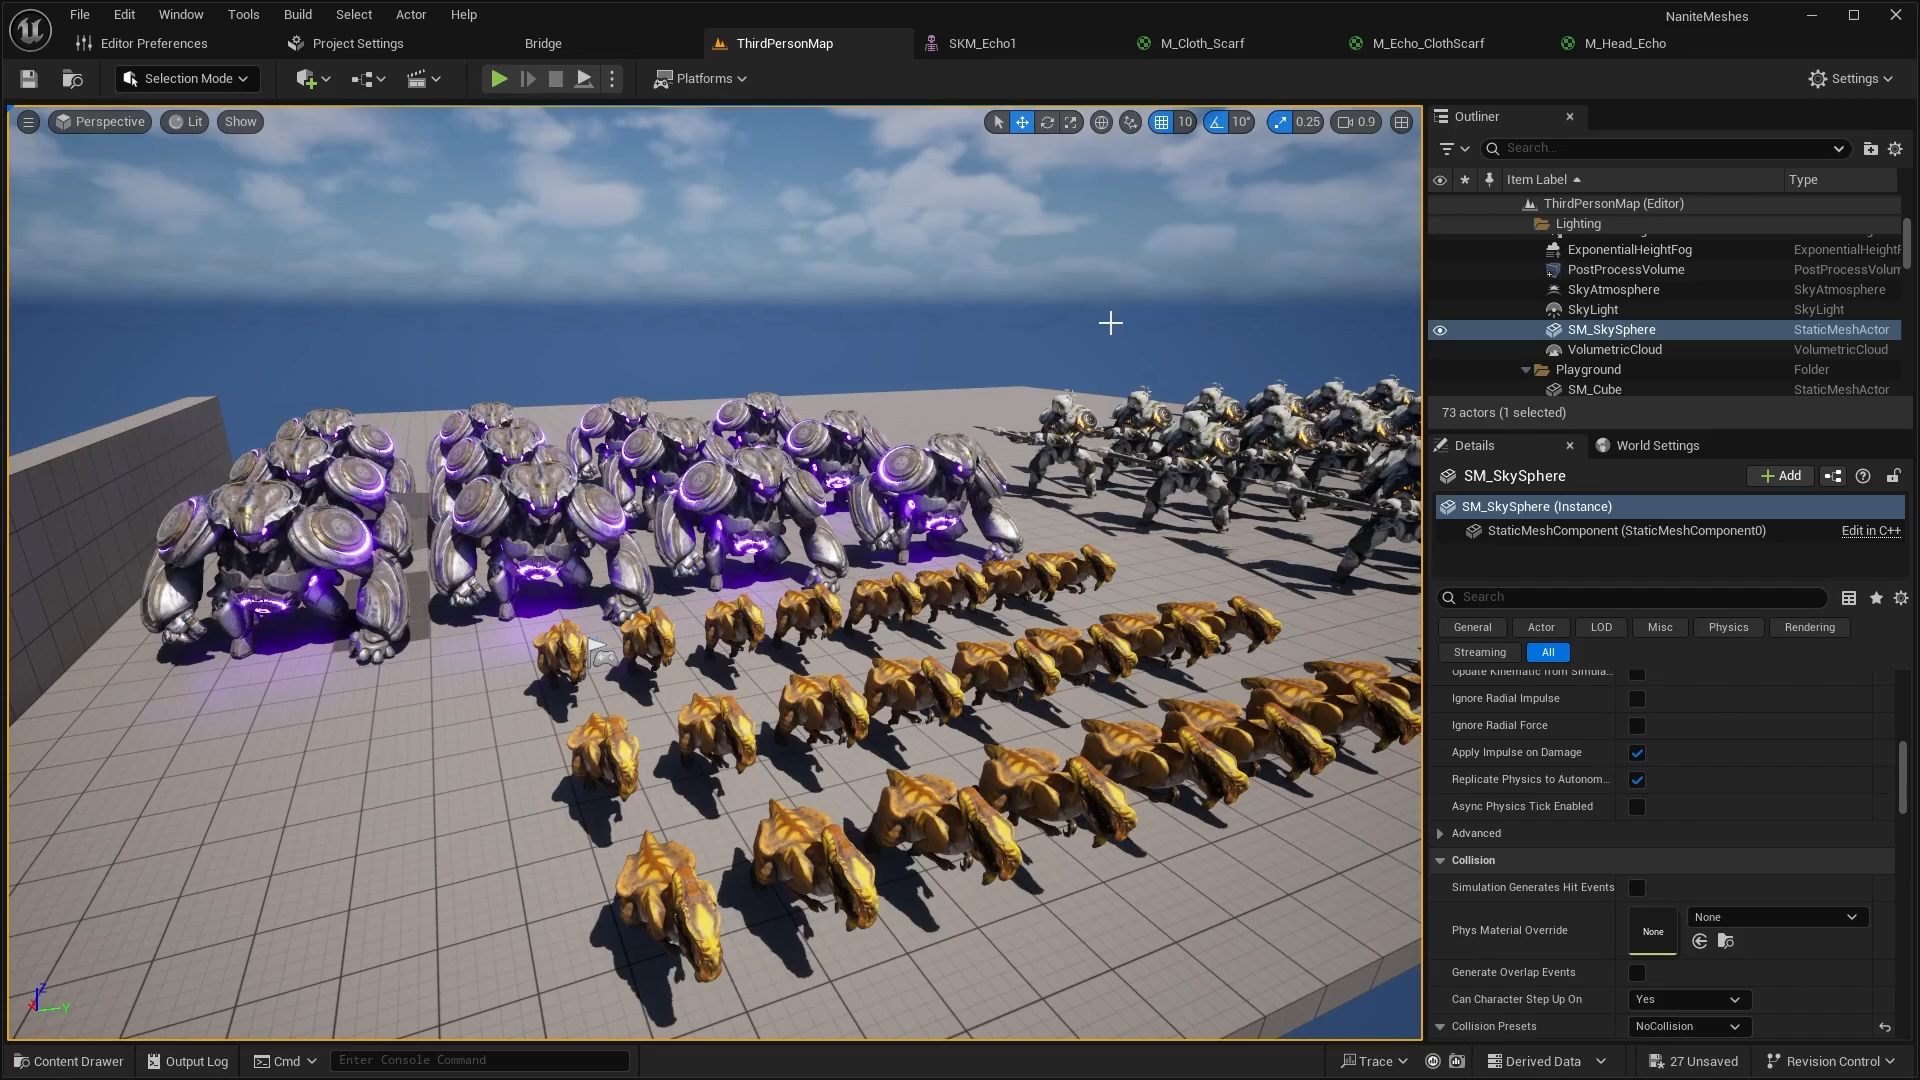 File Edit Window Tools Build Select Actor Help
NaniteMeshes
Editor Preferences Project Settings Bridge ThirdPersonMap SKM_Echo1 M_Cloth_Scarf M_Echo_ClothScarf M_Head_Echo
Selection Mode Platforms Settings
Perspective Lit Show 10 10° 0.25 0.9
Outliner
Search...
Item Label Type
ThirdPersonMap (Editor)
Lighting
ExponentialHeightFog ExponentialHeightF
PostProcessVolume PostProcessVolum
SkyAtmosphere SkyAtmosphere
SkyLight SkyLight
SM_SkySphere StaticMeshActor
VolumetricCloud VolumetricCloud
Playground Folder
SM_Cube StaticMeshActor
73 actors (1 selected)
Details World Settings
SM_SkySphere Add
SM_SkySphere (Instance)
StaticMeshComponent (StaticMeshComponent0) Edit in C++
Search
General Actor LOD Misc Physics Rendering
Streaming All
Update Kinematic from Simula...
Ignore Radial Impulse
Ignore Radial Force
Apply Impulse on Damage
Replicate Physics to Autonom...
Async Physics Tick Enabled
Advanced
Collision
Simulation Generates Hit Events
Phys Material Override None None
Generate Overlap Events
Can Character Step Up On Yes
Collision Presets NoCollision
Z
X Y
Content Drawer Output Log Cmd Enter Console Command Trace Derived Data 27 Unsaved Revision Control